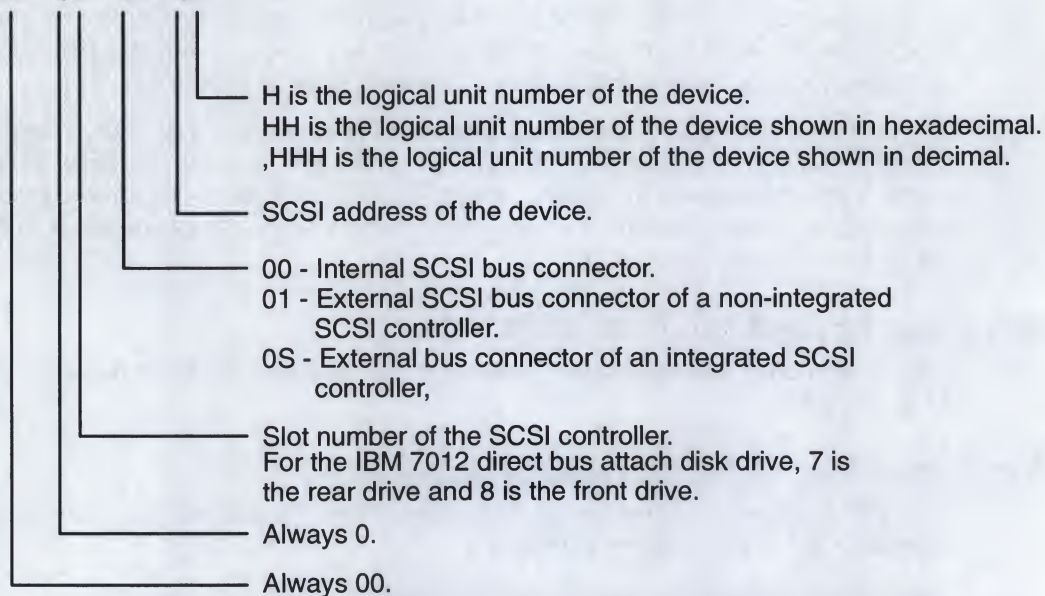 H is the logical unit number of the device.
HH is the logical unit number of the device shown in hexadecimal.
,HHH is the logical unit number of the device shown in decimal.
SCSI address of the device.
00 - Internal SCSI bus connector.
01 - External SCSI bus connector of a non-integrated
SCSI controller.
0S - External bus connector of an integrated SCSI
controller,
Slot number of the SCSI controller.
For the IBM 7012 direct bus attach disk drive, 7 is
the rear drive and 8 is the front drive.
Always 0.
Always 00.